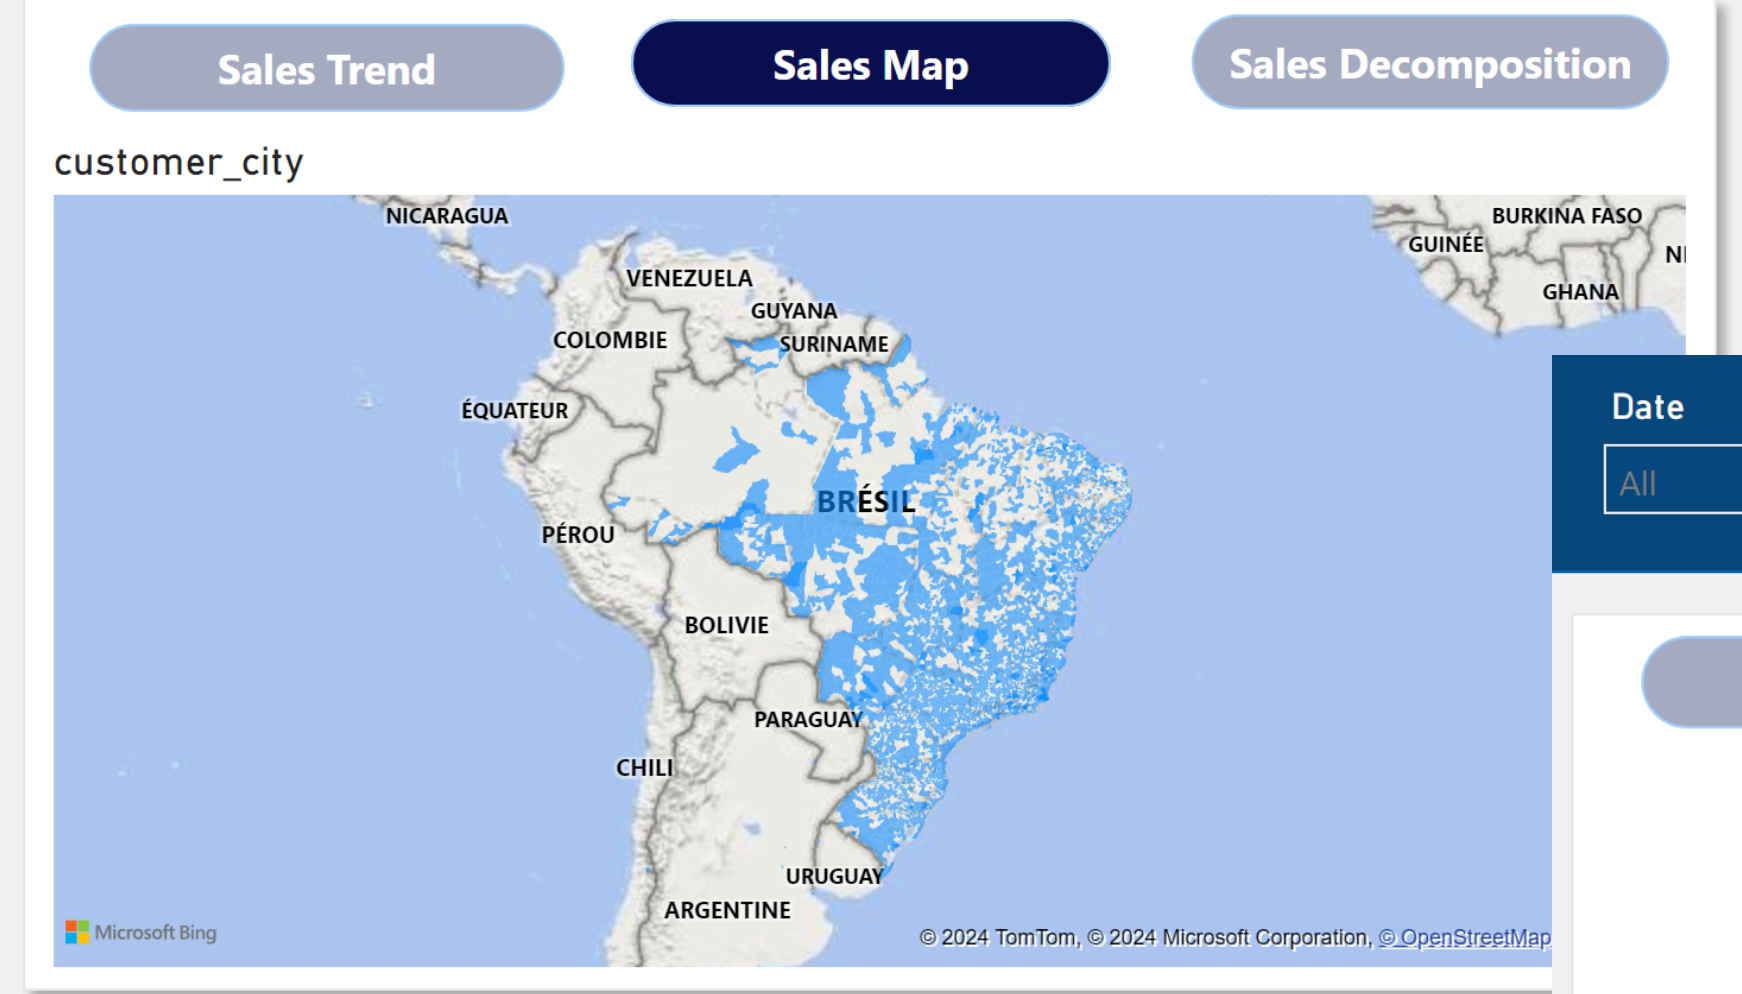 Sales Trend
Sales Map
Sales Decomposition
customer_city
NICARAGUA
BURKINA FASO
GUINÉE
NI
VENEZUELA
GHANA
GUYANA
COLOMBIE
SURINAME
ÉQUATEUR
Date
All
BRÉSIL
PÉROU
BOLIVIE
PARAGUAY
CHILI
URUGUAY
ARGENTINE
Microsoft Bing
© 2024 TomTom, © 2024 Microsoft Corporation, © OpenStreetMap